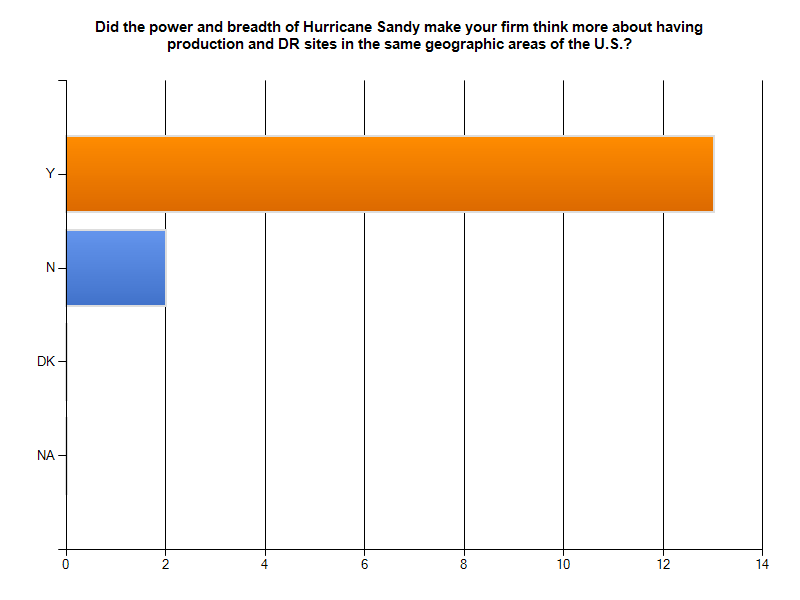 Did the power and breadth of Hurricane Sandy make your firm think more about having
production and DR sites in the same geographic areas of the U.S.?
Y
N
DK
NA
0 2 4 6 8 10 12 14